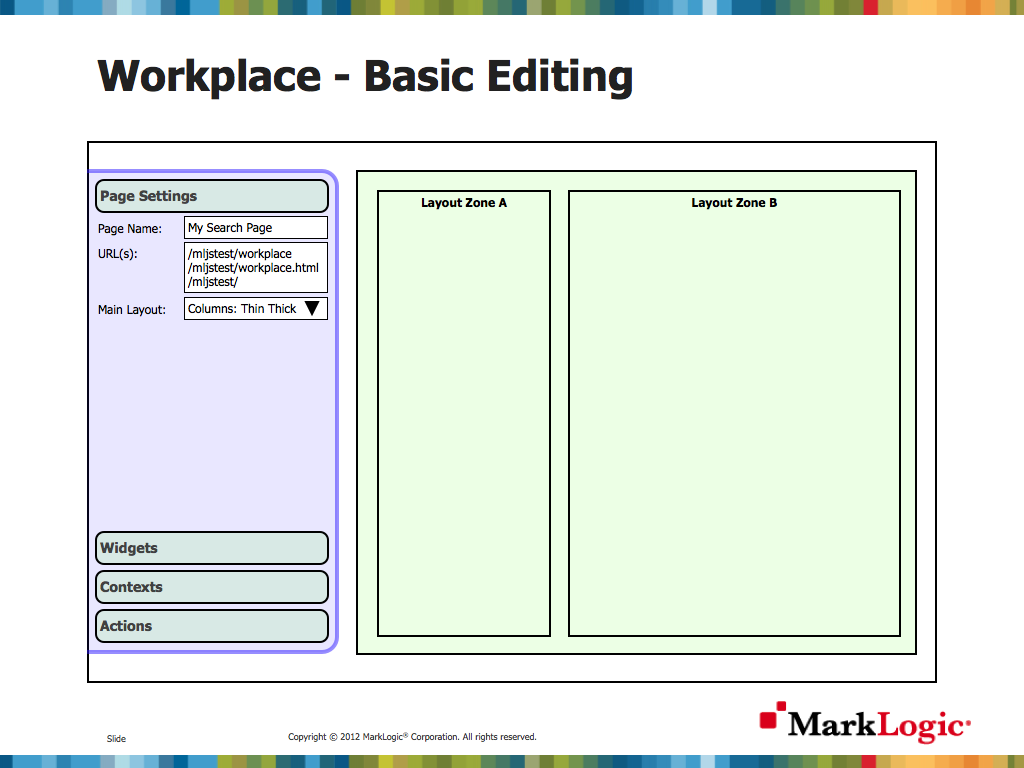 Workplace - Basic Editing
Page Settings
Page Name: My Search Page
URL(s): /mljstest/workplace
/mljstest/workplace.html
/mljstest/
Main Layout: Columns: Thin Thick
Widgets
Contexts
Actions
Layout Zone A
Layout Zone B
Slide
Copyright © 2012 MarkLogic® Corporation. All rights reserved.
MarkLogic